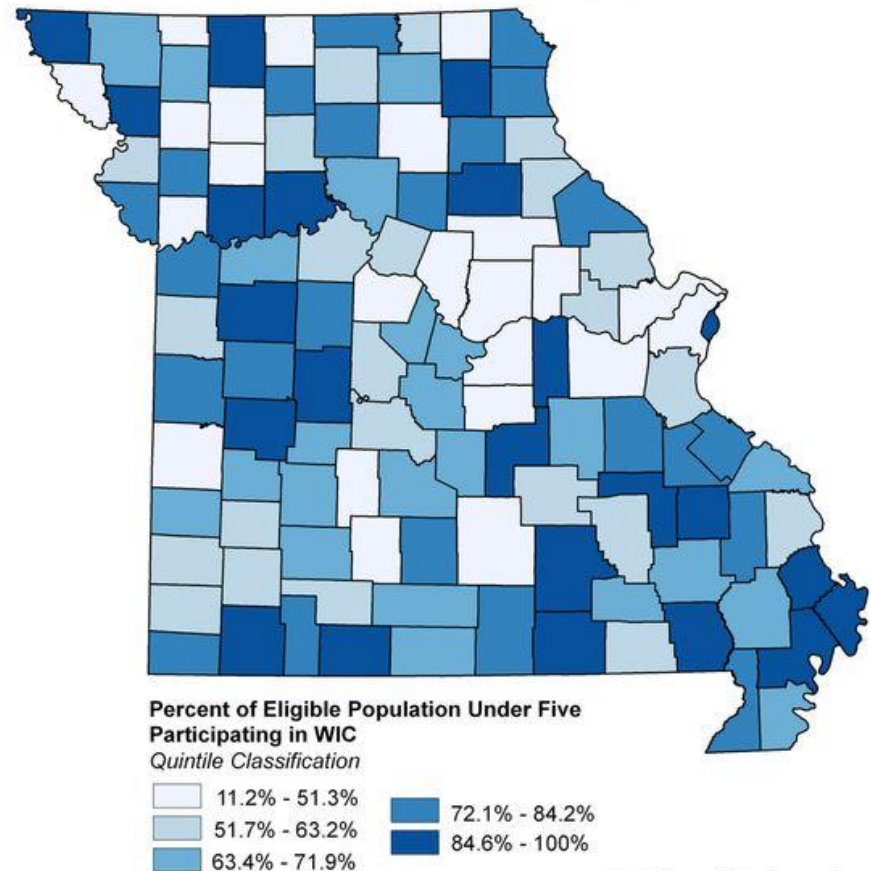 Percent of Eligible Population Under Five
Participating in WIC
Quintile Classification
11.2% - 51.3%
51.7% - 63.2%
63.4% - 71.9%
72.1% - 84.2%
84.6% - 100%